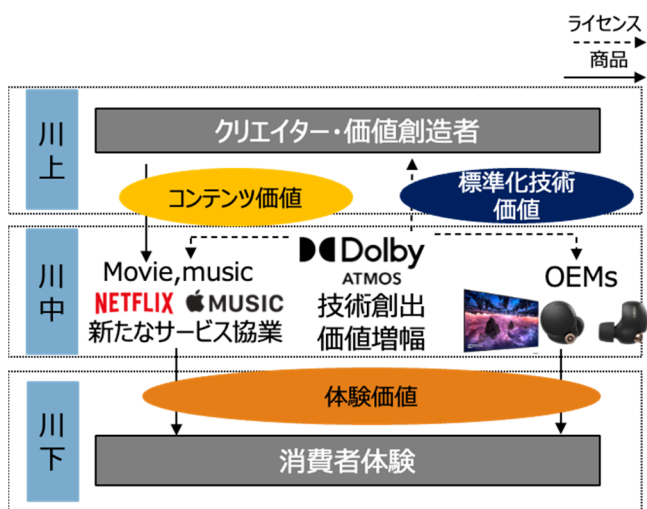 ライセンス
商品
川上
クリエイター・価値創造者
コンテンツ価値
標準化技術
価値
川中
Dolby
ATMOS
Movie,music
NETFLIX
MUSIC
新たなサービス協業
技術創出
価値増幅
OEMs
川下
体験価値
消費者体験